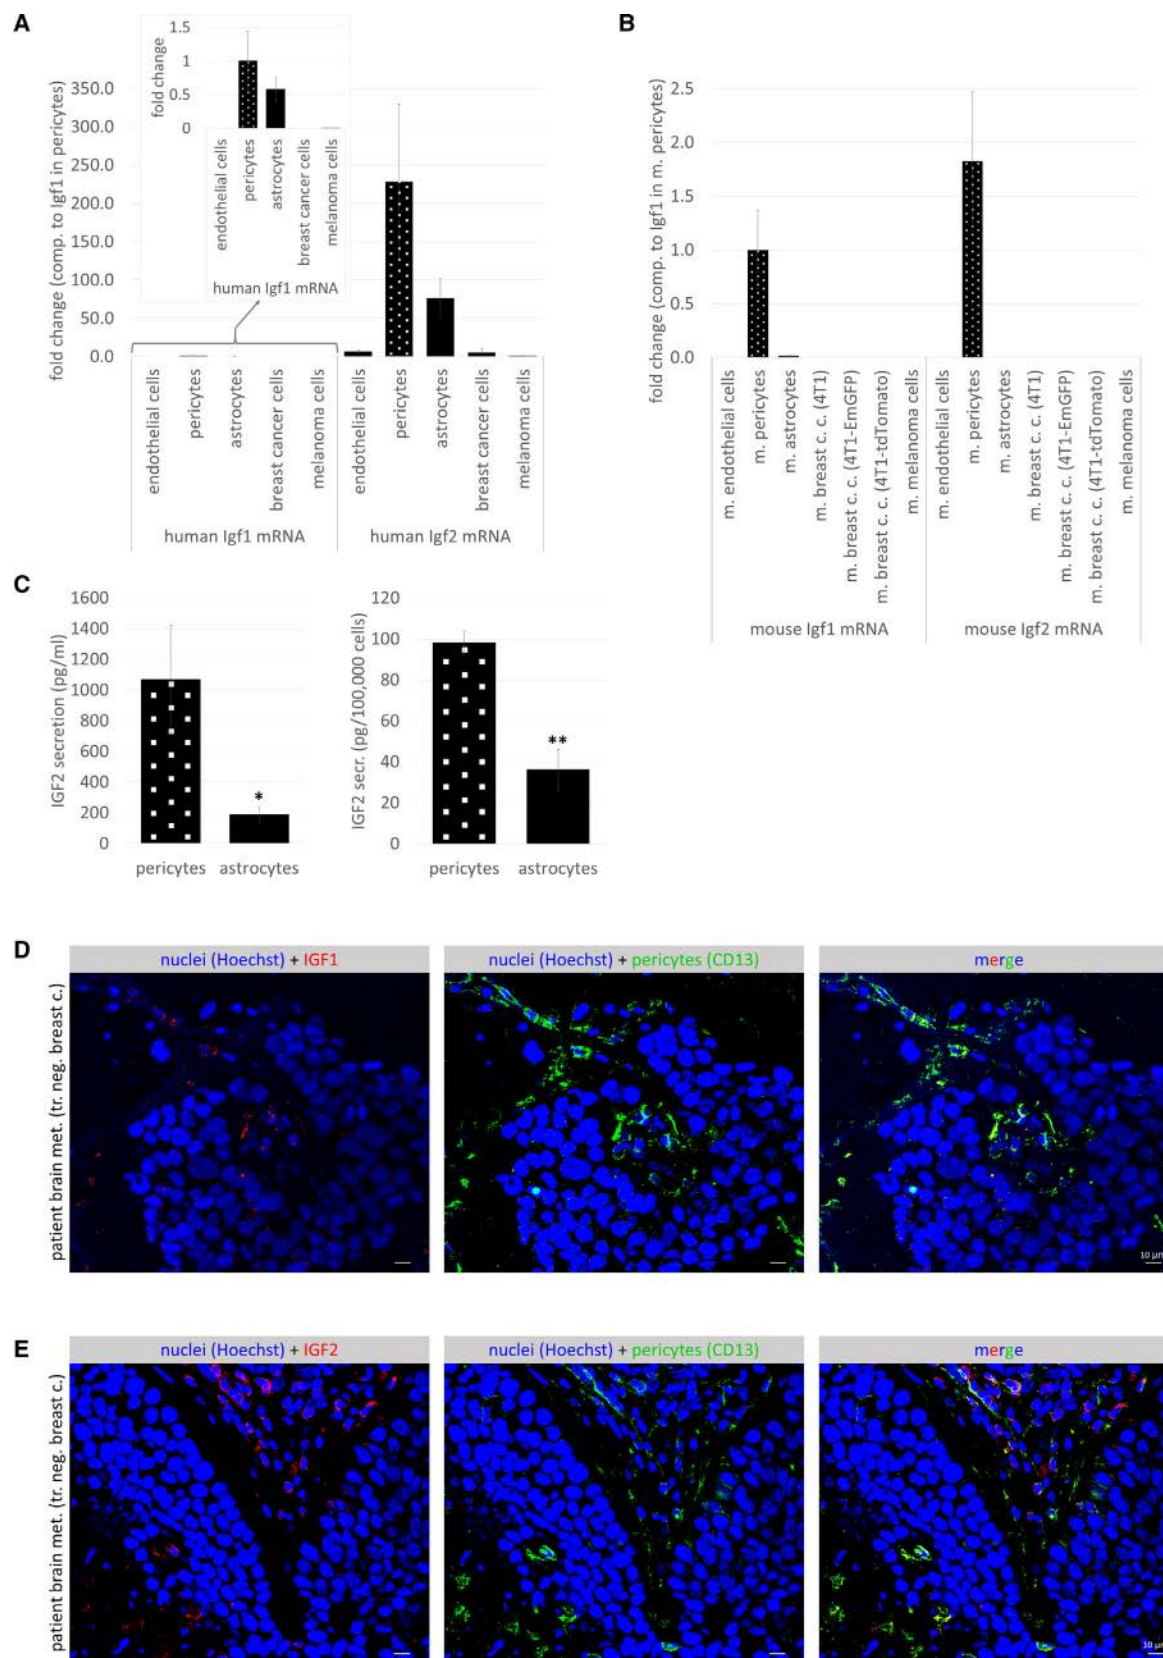 A
fold change (comp. to Igf1 in pericytes)
350.0
300.0
250.0
200.0
150.0
100.0
50.0
0.0
fold change
1.5
1
0.5
0
endothelial cells
pericytes
astrocytes
breast cancer cells
melanoma cells
human Igf1 mRNA
endothelial cells
pericytes
astrocytes
breast cancer cells
melanoma cells
endothelial cells
pericytes
astrocytes
breast cancer cells
melanoma cells
human Igf1 mRNA
human Igf2 mRNA
B
fold change (comp. to Igf1 in m. pericytes)
2.5
2.0
1.5
1.0
0.5
0.0
m. endothelial cells
m. pericytes
m. astrocytes
m. breast c. c. (4T1)
m. breast c. c. (4T1-EmGFP)
m. breast c. c. (4T1-tdTomato)
m. melanoma cells
m. endothelial cells
m. pericytes
m. astrocytes
m. breast c. c. (4T1)
m. breast c. c. (4T1-EmGFP)
m. breast c. c. (4T1-tdTomato)
m. melanoma cells
mouse Igf1 mRNA
mouse Igf2 mRNA
C
IGF2 secretion (pg/ml)
1600
1400
1200
1000
800
600
400
200
0
*
pericytes
astrocytes
IGF2 secr. (pg/100,000 cells)
120
100
80
60
40
20
0
**
pericytes
astrocytes
D
patient brain met. (tr. neg. breast c.)
nuclei (Hoechst) + IGF1
nuclei (Hoechst) + pericytes (CD13)
merge
10 µm
E
patient brain met. (tr. neg. breast c.)
nuclei (Hoechst) + IGF2
nuclei (Hoechst) + pericytes (CD13)
merge
10 µm